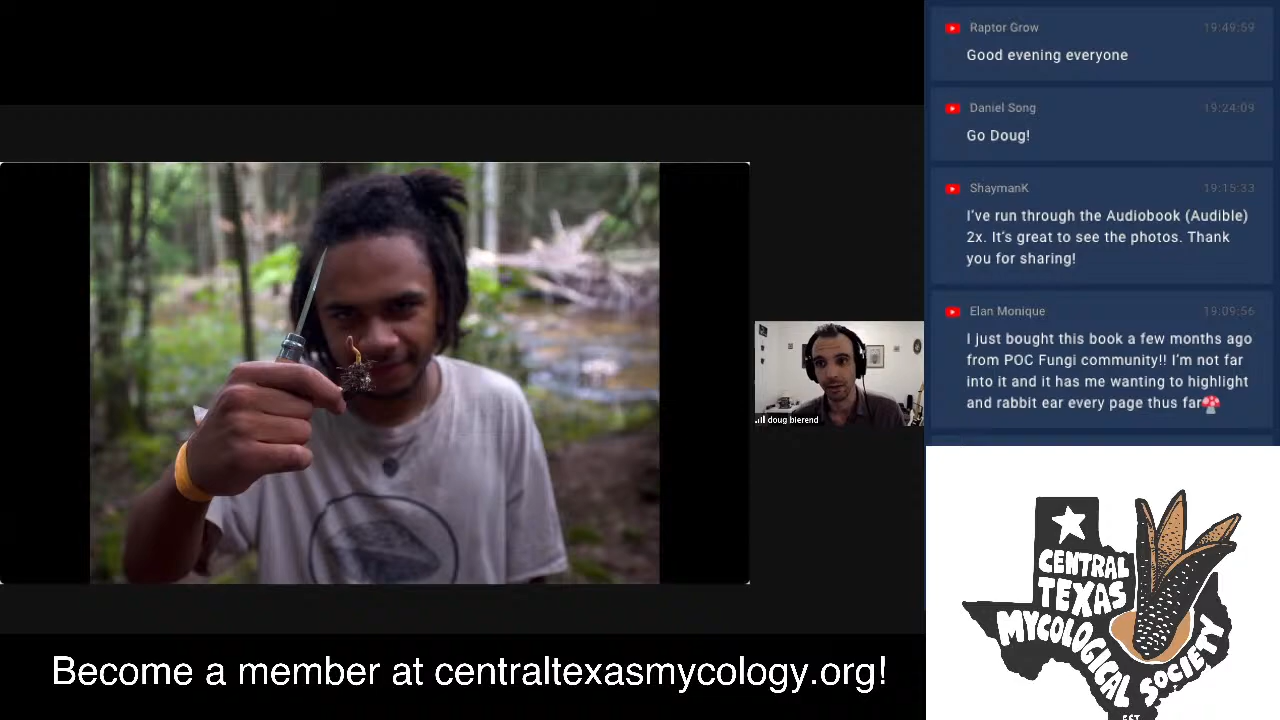 Raptor Grow 19:49:59
Good evening everyone
Daniel Song 19:24:09
Go Doug!
ShaymanK 19:15:33
I've run through the Audiobook (Audible)
2x. It's great to see the photos. Thank
you for sharing!
Elan Monique 19:09:56
I just bought this book a few months ago
from POC Fungi community!! I'm not far
into it and it has me wanting to highlight
and rabbit ear every page thus far🍄
doug bierend
CENTRAL
TEXAS
MYCOLOGICAL
SOCIETY
EST
Become a member at centraltexasmycology.org!